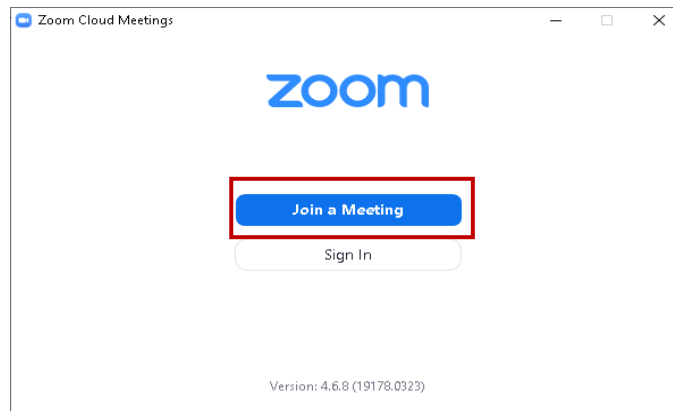 Zoom Cloud Meetings
zoom
Join a Meeting
Sign In
Version: 4.6.8 (19178.0323)